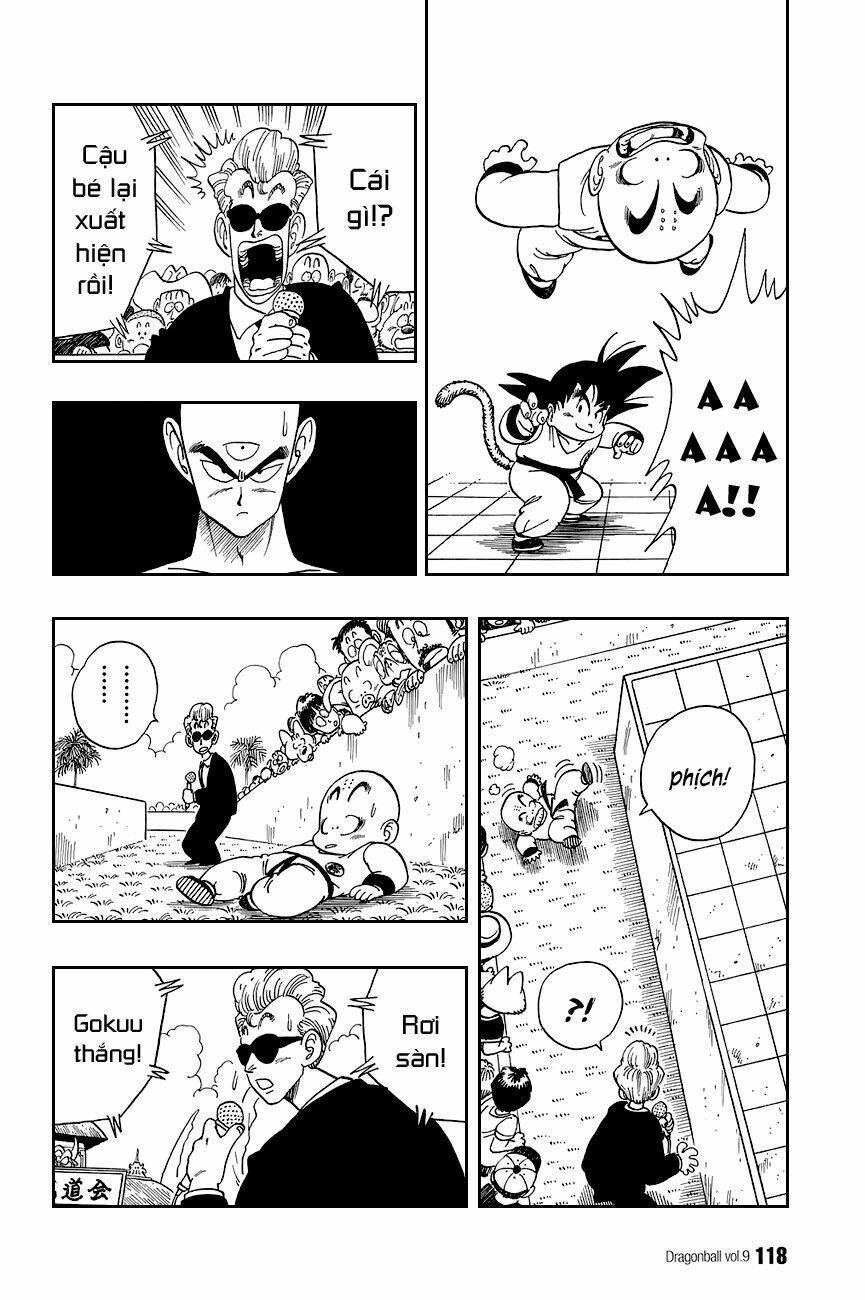 A A
A A A
A!!
Cái
gì!?
Cậu
bé lại
xuất
hiện
rồi!
phịch!
?!
........
Rơi
sàn!
Gokuu
thắng!
道会
Dragonball vol.9 118